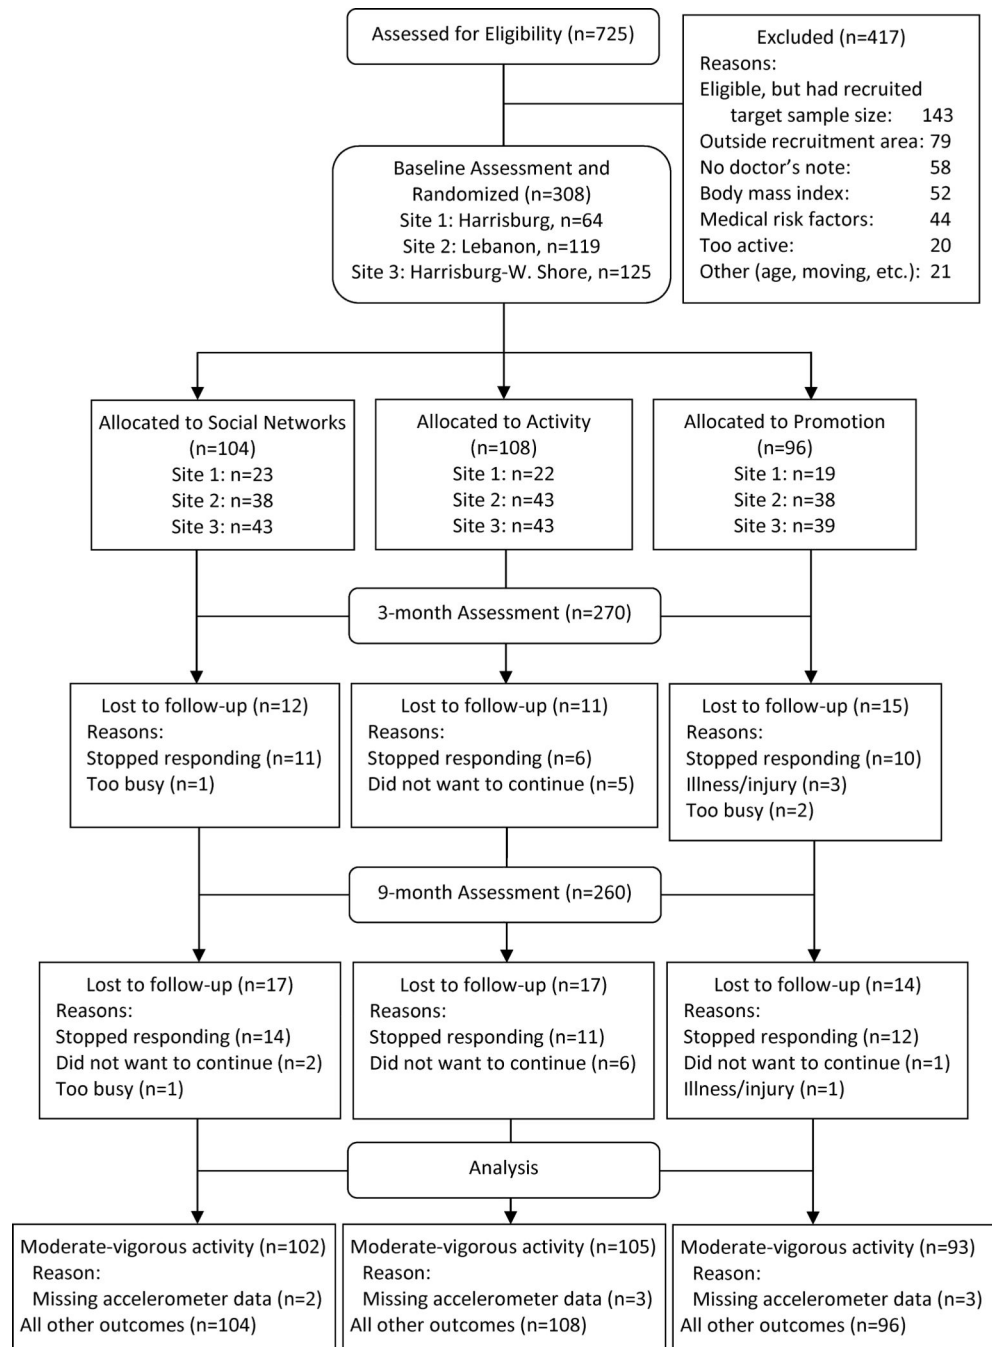 Assessed for Eligibility (n=725)
Excluded (n=417)
Reasons:
Eligible, but had recruited
target sample size: 143
Outside recruitment area: 79
No doctor's note: 58
Body mass index: 52
Medical risk factors: 44
Too active: 20
Other (age, moving, etc.): 21
Baseline Assessment and
Randomized (n=308)
Site 1: Harrisburg, n=64
Site 2: Lebanon, n=119
Site 3: Harrisburg-W. Shore, n=125
Allocated to Social Networks
(n=104)
Site 1: n=23
Site 2: n=38
Site 3: n=43
Allocated to Activity
(n=108)
Site 1: n=22
Site 2: n=43
Site 3: n=43
Allocated to Promotion
(n=96)
Site 1: n=19
Site 2: n=38
Site 3: n=39
3-month Assessment (n=270)
Lost to follow-up (n=12)
Reasons:
Stopped responding (n=11)
Too busy (n=1)
Lost to follow-up (n=11)
Reasons:
Stopped responding (n=6)
Did not want to continue (n=5)
Lost to follow-up (n=15)
Reasons:
Stopped responding (n=10)
Illness/injury (n=3)
Too busy (n=2)
9-month Assessment (n=260)
Lost to follow-up (n=17)
Reasons:
Stopped responding (n=14)
Did not want to continue (n=2)
Too busy (n=1)
Lost to follow-up (n=17)
Reasons:
Stopped responding (n=11)
Did not want to continue (n=6)
Lost to follow-up (n=14)
Reasons:
Stopped responding (n=12)
Did not want to continue (n=1)
Illness/injury (n=1)
Analysis
Moderate-vigorous activity (n=102)
Reason:
Missing accelerometer data (n=2)
All other outcomes (n=104)
Moderate-vigorous activity (n=105)
Reason:
Missing accelerometer data (n=3)
All other outcomes (n=108)
Moderate-vigorous activity (n=93)
Reason:
Missing accelerometer data (n=3)
All other outcomes (n=96)